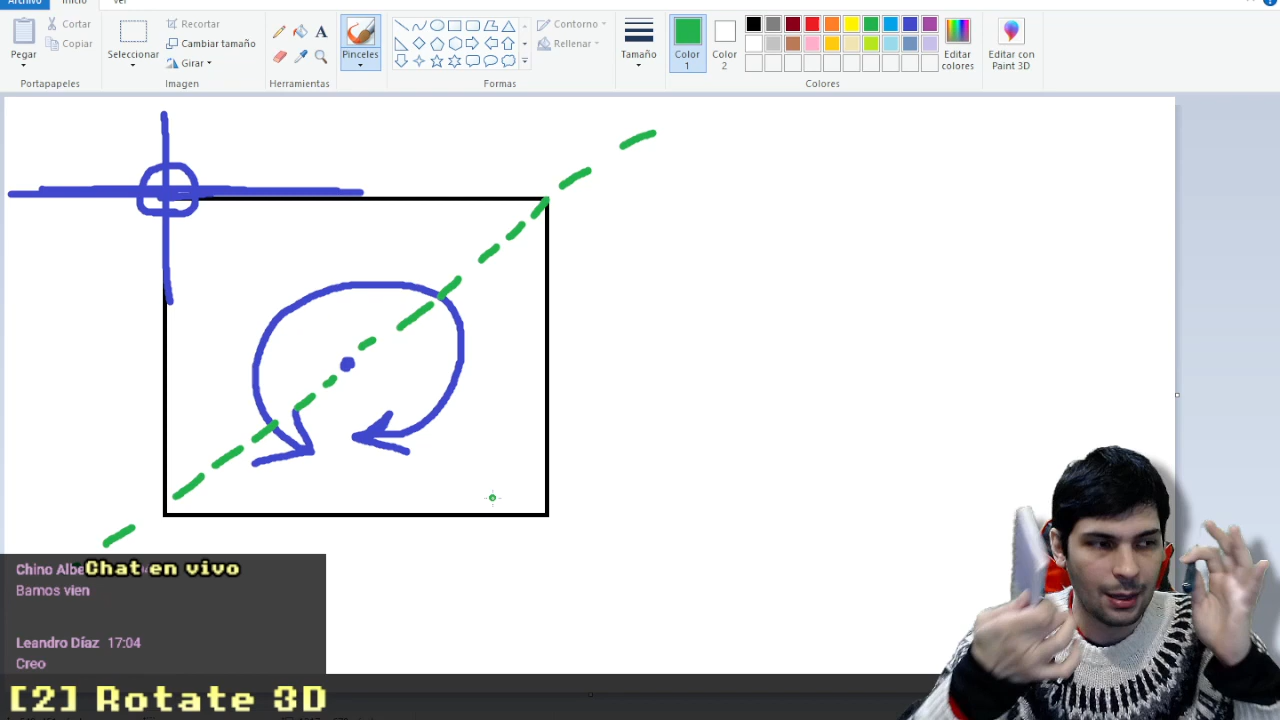 Archivo Inicio Ver
Pegar
Cortar
Copiar
Portapapeles
Seleccionar
Recortar
Cambiar tamaño
Girar
Imagen
A
Herramientas
Pinceles
Contorno
Rellenar
Formas
Tamaño
Color
1
Color
2
Editar
colores
Colores
Editar con
Paint 3D
Chat en vivo
Chino Albe
Bamos vien
Leandro Díaz 17:04
Creo
[2] Rotate 3D